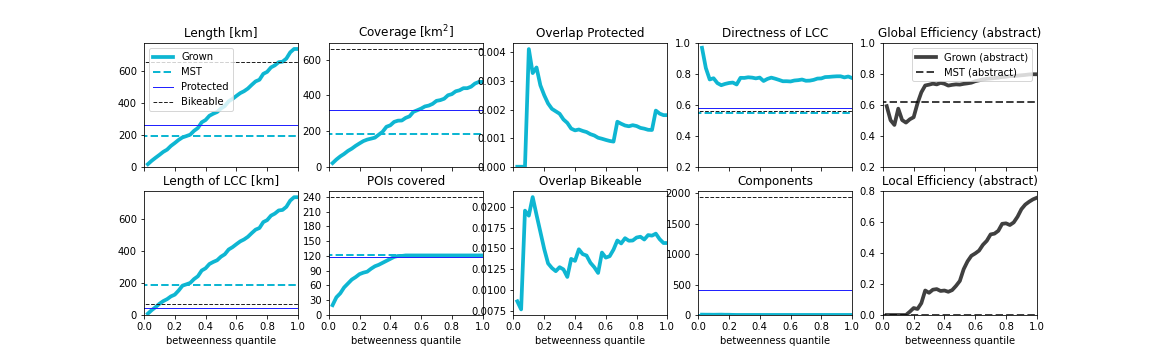 Length [km]
Coverage [km²]
Overlap Protected
Directness of LCC
Global Efficiency (abstract)
Grown
MST
Protected
Bikeable
Grown (abstract)
MST (abstract)
600
400
200
0
600
400
200
0
0.004
0.003
0.002
0.001
0.000
1.0
0.8
0.6
0.4
0.2
1.0
0.8
0.6
0.4
0.2
Length of LCC [km]
POIs covered
Overlap Bikeable
Components
Local Efficiency (abstract)
600
400
200
0
240
210
180
150
120
90
60
30
0
0.0200
0.0175
0.0150
0.0125
0.0100
0.0075
2000
1500
1000
500
0
0.8
0.6
0.4
0.2
0.0
0.0 0.2 0.4 0.6 0.8 1.0
0.0 0.2 0.4 0.6 0.8 1.0
0.0 0.2 0.4 0.6 0.8 1.0
0.0 0.2 0.4 0.6 0.8 1.0
0.0 0.2 0.4 0.6 0.8 1.0
betweenness quantile
betweenness quantile
betweenness quantile
betweenness quantile
betweenness quantile